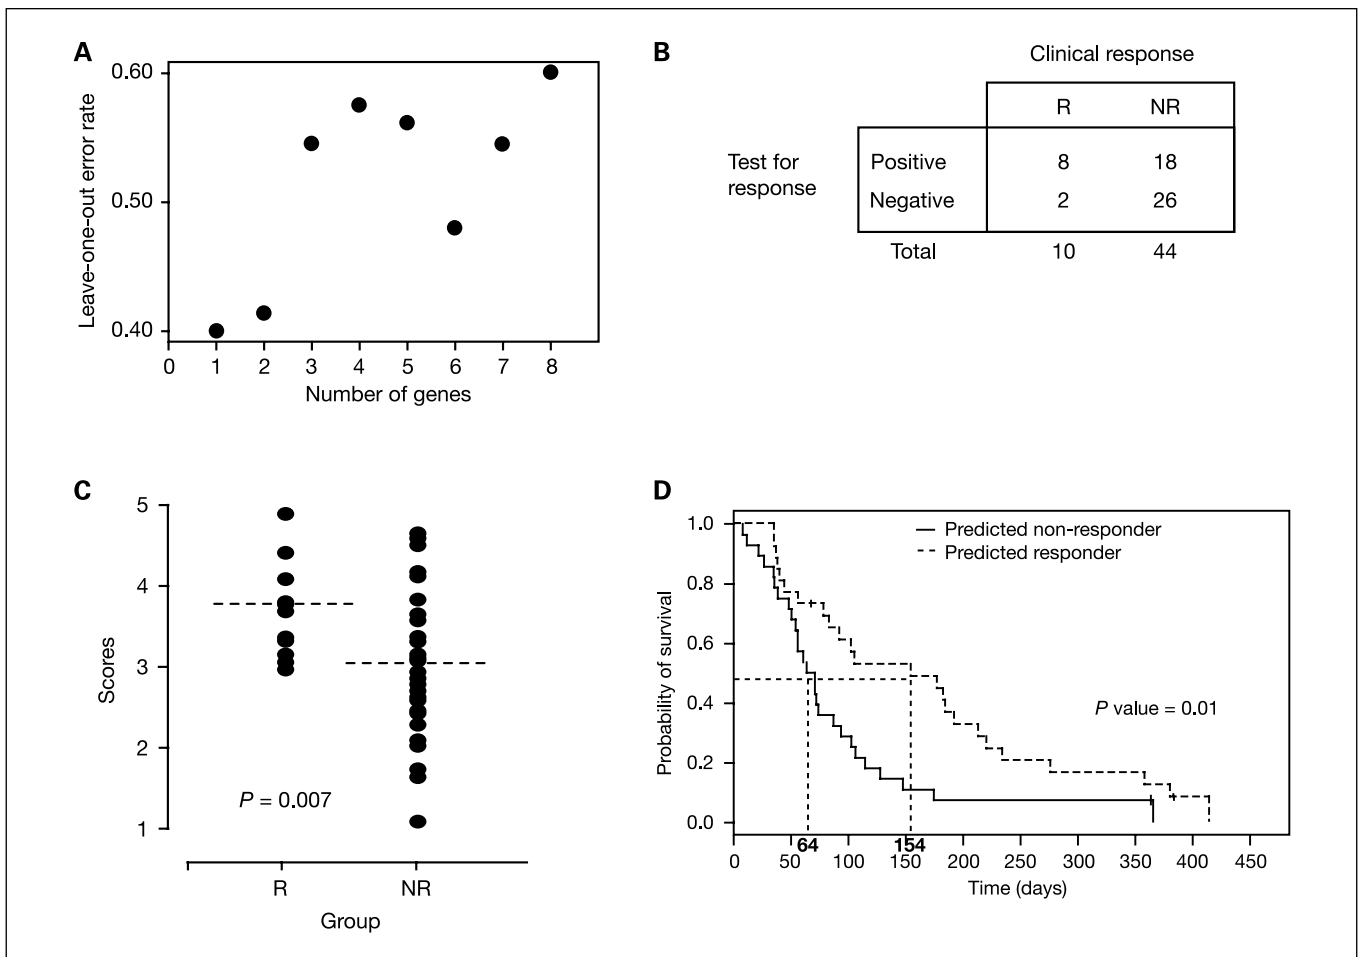 A
0.60
0.50
0.40
Leave-one-out error rate
0 1 2 3 4 5 6 7 8
Number of genes
B
Clinical response
R NR
Test for
response
Positive 8 18
Negative 2 26
Total 10 44
C
5
4
3
2
1
Scores
P = 0.007
R NR
Group
D
1.0
0.8
0.6
0.4
0.2
0.0
Probability of survival
Predicted non-responder
Predicted responder
P value = 0.01
64 154
0 50 100 150 200 250 300 350 400 450
Time (days)